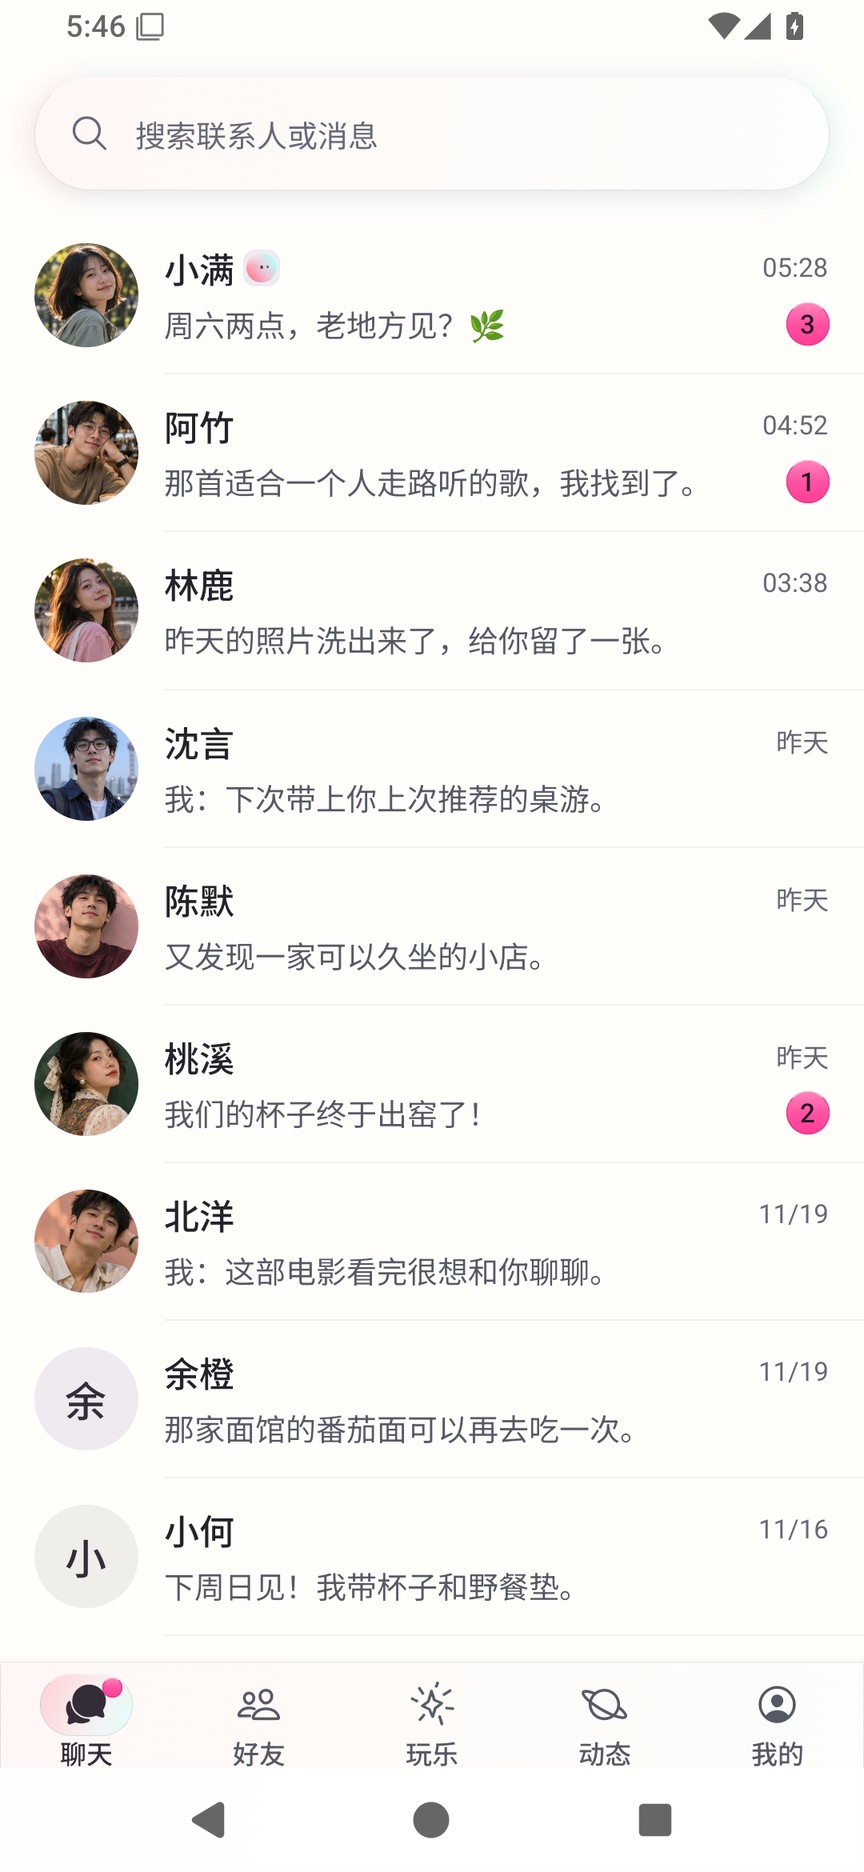 5:46
搜索联系人或消息
小满
05:28
周六两点，老地方见？🌿
3
阿竹
04:52
那首适合一个人走路听的歌，我找到了。
1
林鹿
03:38
昨天的照片洗出来了，给你留了一张。
沈言
昨天
我：下次带上你上次推荐的桌游。
陈默
昨天
又发现一家可以久坐的小店。
桃溪
昨天
我们的杯子终于出窑了！
2
北洋
11/19
我：这部电影看完很想和你聊聊。
余
余橙
11/19
那家面馆的番茄面可以再去吃一次。
小
小何
11/16
下周日见！我带杯子和野餐垫。
聊天
好友
玩乐
动态
我的